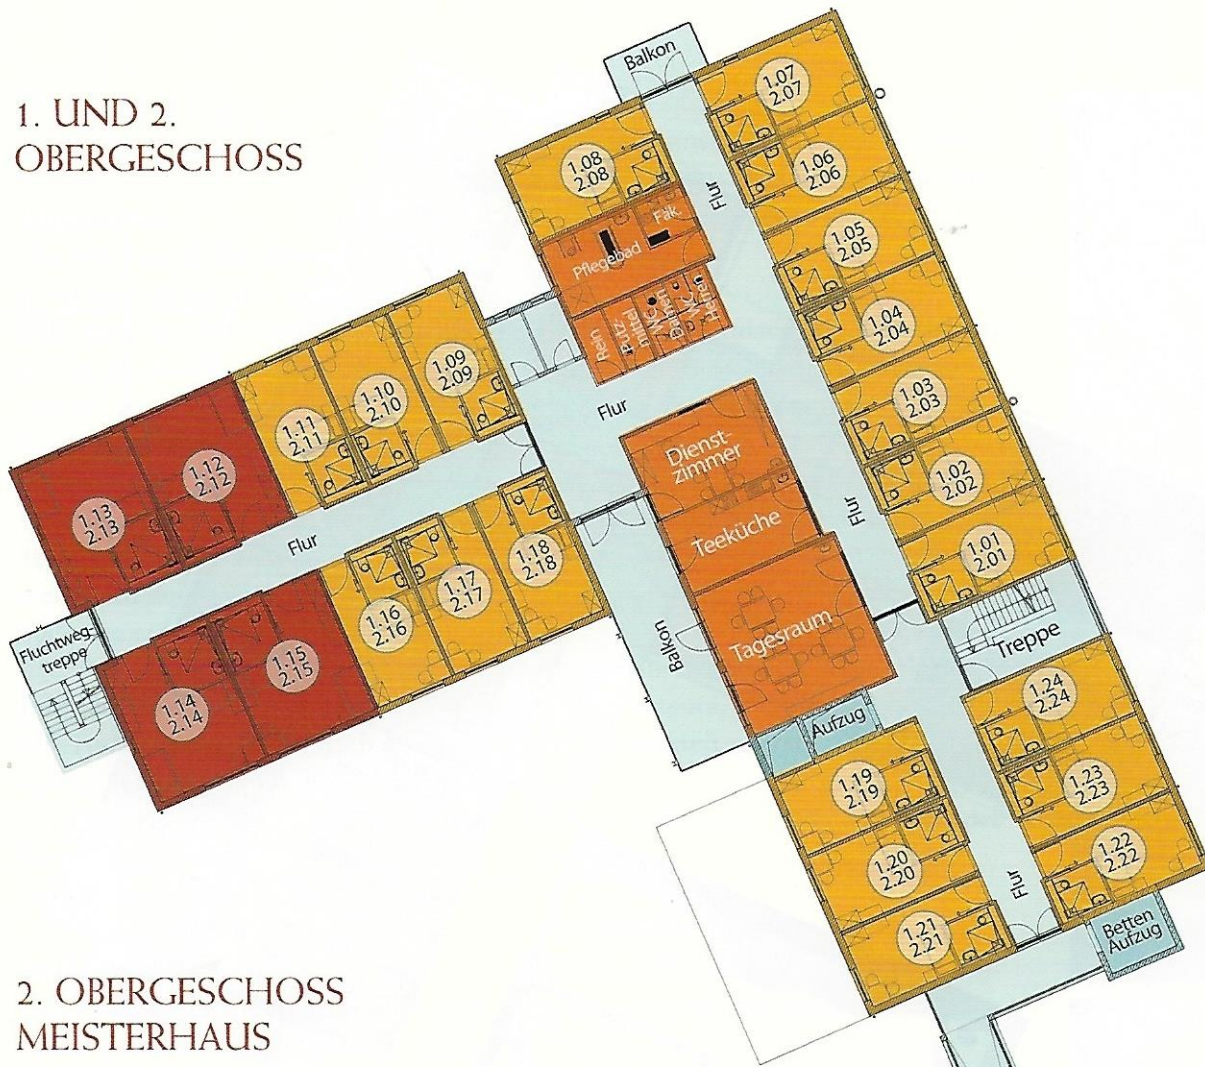 1. UND 2.
OBERGESCHOSS
Balkon
1.07
2.07
1.06
2.06
1.08
2.08
Flur
Fäk.
Pflegebad
1.05
2.05
1.04
2.04
Rein
Putz
mittel
WC
Damen
WC
Herren
1.09
2.09
1.10
2.10
1.11
2.11
1.12
2.12
1.13
2.13
Flur
1.03
2.03
Dienst-
zimmer
1.02
2.02
Teeküche
Flur
1.01
2.01
Flur
1.18
2.18
1.17
2.17
1.16
2.16
1.15
2.15
1.14
2.14
Fluchtweg-
treppe
Balkon
Tagesraum
Treppe
1.24
2.24
Aufzug
1.19
2.19
1.23
2.23
1.20
2.20
1.22
2.22
Flur
1.21
2.21
Betten
Aufzug
2. OBERGESCHOSS
MEISTERHAUS